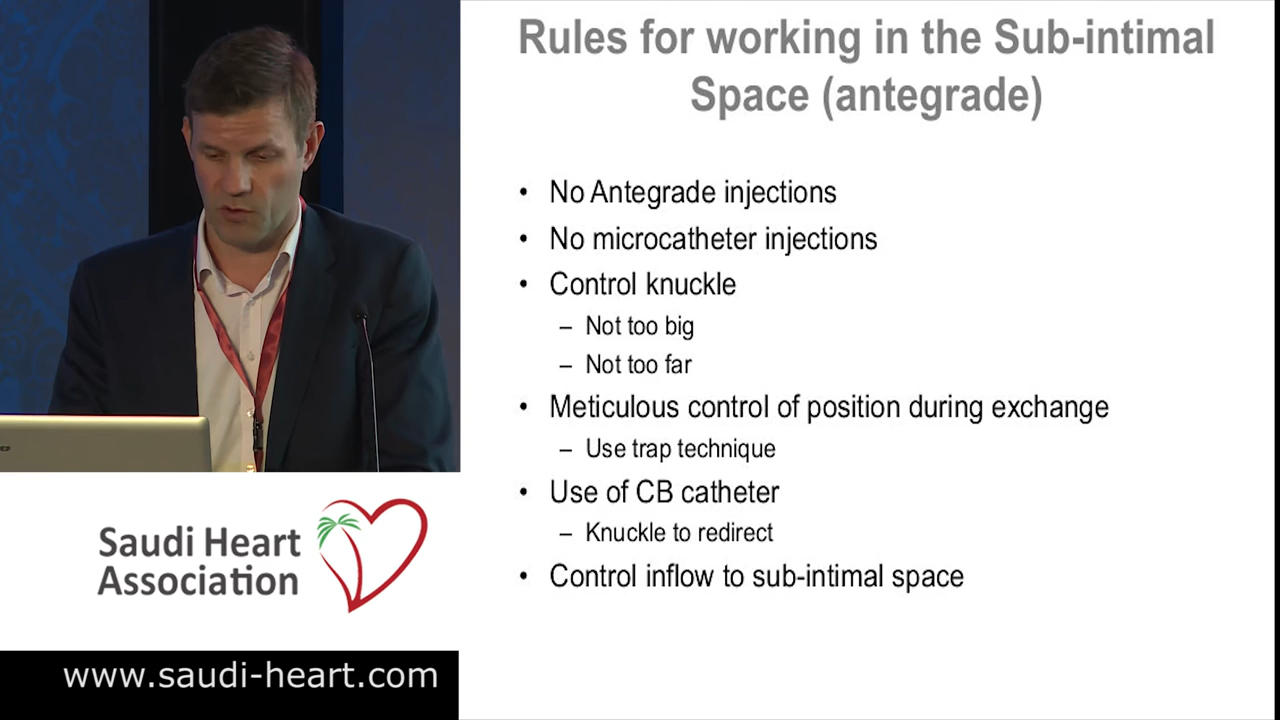 Rules for working in the Sub-intimal
Space (antegrade)
• No Antegrade injections
• No microcatheter injections
• Control knuckle
– Not too big
– Not too far
• Meticulous control of position during exchange
– Use trap technique
• Use of CB catheter
– Knuckle to redirect
• Control inflow to sub-intimal space
Saudi Heart
Association
www.saudi-heart.com